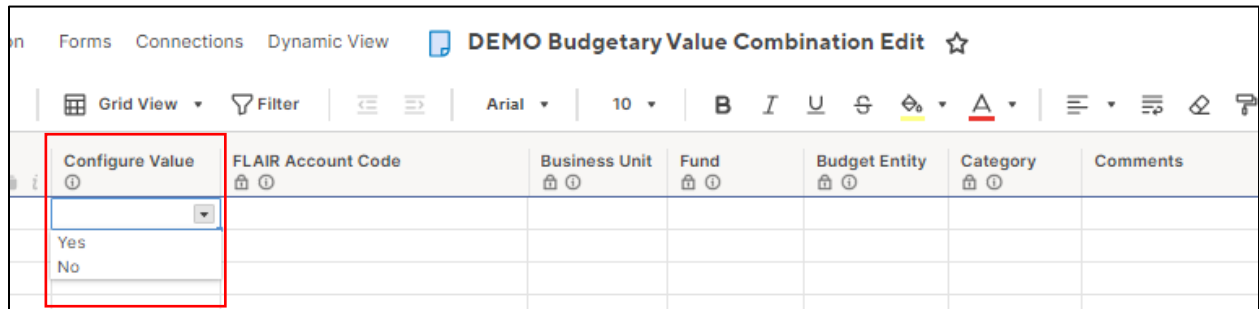 on Forms Connections Dynamic View DEMO Budgetary Value Combination Edit
Grid View Filter Arial 10 B I U S A
Configure Value FLAIR Account Code Business Unit Fund Budget Entity Category Comments
Yes
No